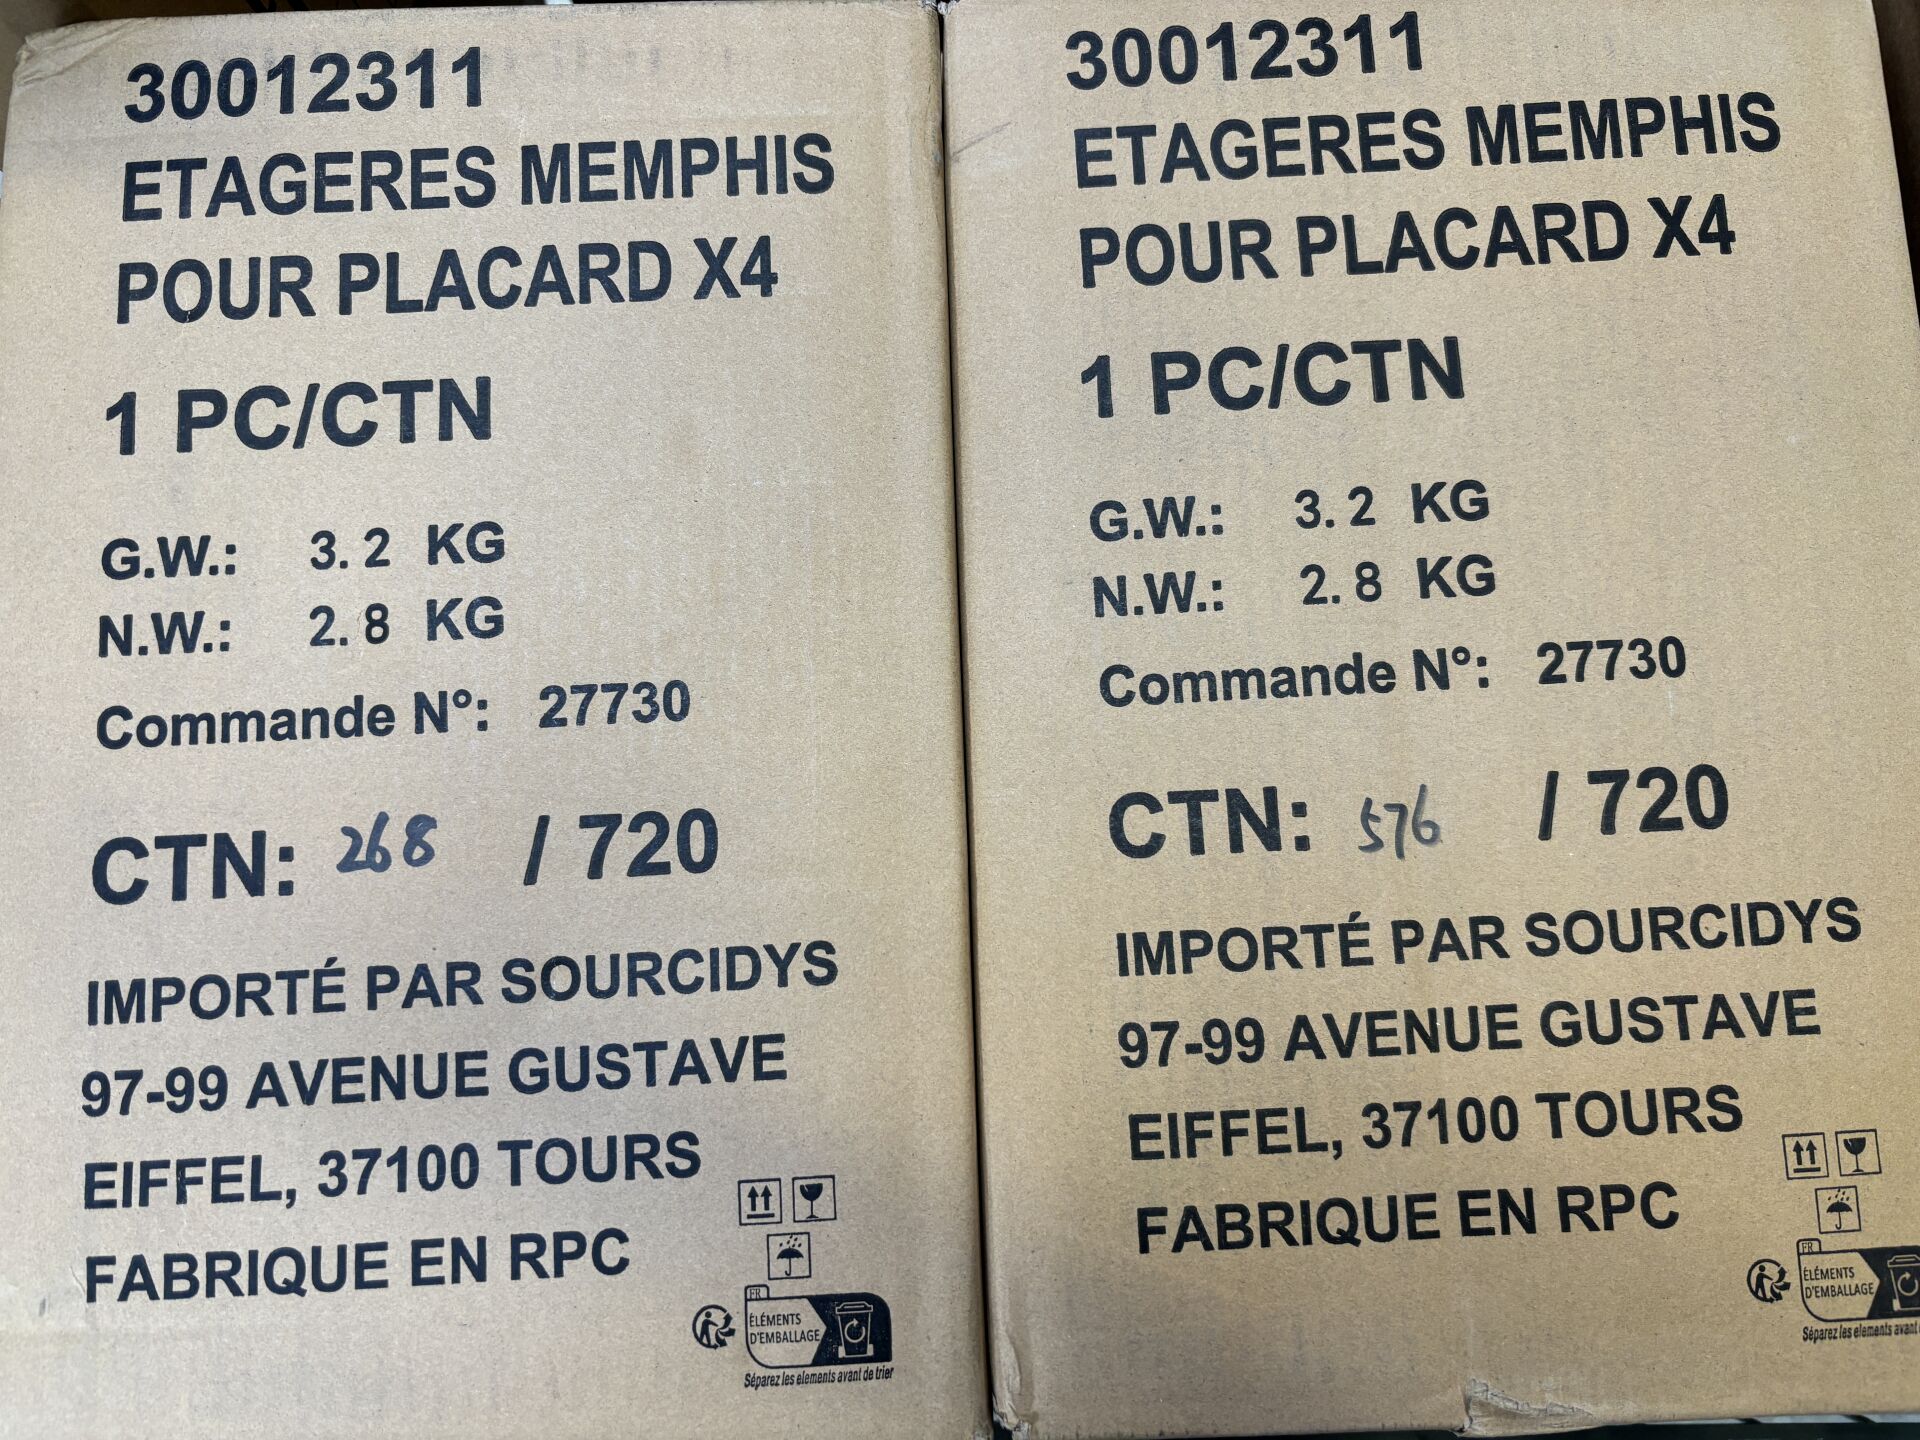 30012311
ETAGERES MEMPHIS
POUR PLACARD X4
1 PC/CTN
G.W.: 3.2 KG
N.W.: 2.8 KG
Commande N°: 27730
CTN: 268 / 720
IMPORTÉ PAR SOURCIDYS
97-99 AVENUE GUSTAVE
EIFFEL, 37100 TOURS
FABRIQUE EN RPC
FR
ÉLÉMENTS
D'EMBALLAGE
Séparez les elements avant de trier
30012311
ETAGERES MEMPHIS
POUR PLACARD X4
1 PC/CTN
G.W.: 3.2 KG
N.W.: 2.8 KG
Commande N°: 27730
CTN: 576 / 720
IMPORTÉ PAR SOURCIDYS
97-99 AVENUE GUSTAVE
EIFFEL, 37100 TOURS
FABRIQUE EN RPC
FR
ÉLÉMENTS
D'EMBALLAGE
Séparez les elements avant